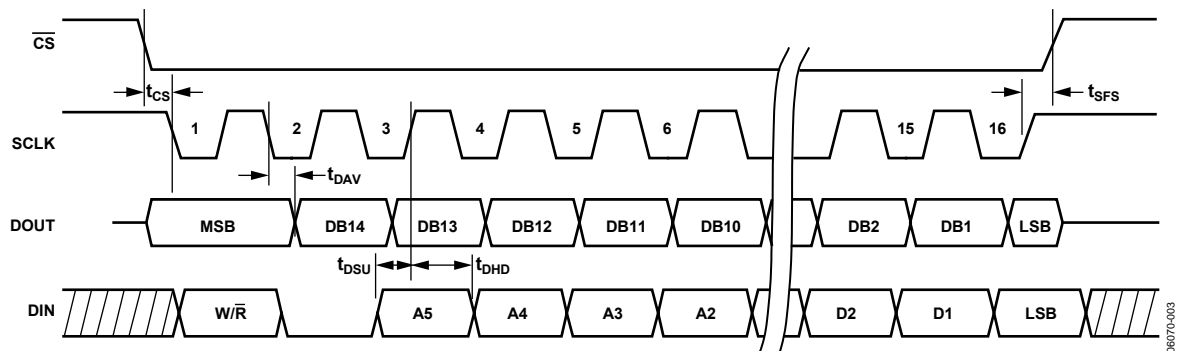 CS
tCS
tSFS
SCLK
1 2 3 4 5 6 15 16
tDAV
DOUT
MSB DB14 DB13 DB12 DB11 DB10 DB2 DB1 LSB
tDSU tDHD
DIN
W/R A5 A4 A3 A2 D2 D1 LSB
06070-003